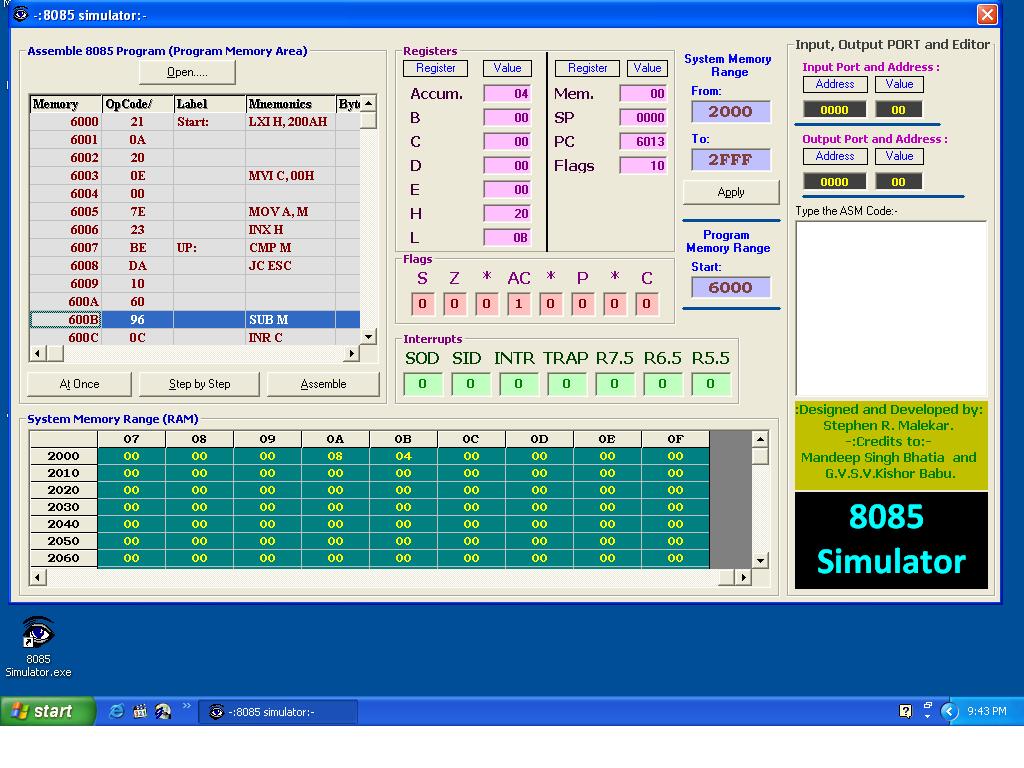 -:8085 simulator:-
Assemble 8085 Program (Program Memory Area)
Open.....
Memory OpCode/ Label Mnemonics Byt
6000 21 Start: LXI H, 200AH
6001 0A
6002 20
6003 0E MVI C, 00H
6004 00
6005 7E MOV A, M
6006 23 INX H
6007 BE UP: CMP M
6008 DA JC ESC
6009 10
600A 60
600B 96 SUB M
600C 0C INR C
At Once Step by Step Assemble
Registers
Register Value Register Value
Accum. 04 Mem. 00
B 00 SP 0000
C 00 PC 6013
D 00 Flags 10
E 00
H 20
L 0B
Flags
S Z * AC * P * C
0 0 0 1 0 0 0 0
Interrupts
SOD SID INTR TRAP R7.5 R6.5 R5.5
0 0 0 0 0 0 0
System Memory
Range
From:
2000
To:
2FFF
Apply
Program
Memory Range
Start:
6000
Input, Output PORT and Editor
Input Port and Address :
Address Value
0000 00
Output Port and Address :
Address Value
0000 00
Type the ASM Code:-
:Designed and Developed by:
Stephen R. Malekar.
-:Credits to:-
Mandeep Singh Bhatia and
G.V.S.V.Kishor Babu.
8085
Simulator
System Memory Range (RAM)
07 08 09 0A 0B 0C 0D 0E 0F
2000 00 00 00 08 04 00 00 00 00
2010 00 00 00 00 00 00 00 00 00
2020 00 00 00 00 00 00 00 00 00
2030 00 00 00 00 00 00 00 00 00
2040 00 00 00 00 00 00 00 00 00
2050 00 00 00 00 00 00 00 00 00
2060 00 00 00 00 00 00 00 00 00
8085
Simulator.exe
start
-:8085 simulator:-
9:43 PM